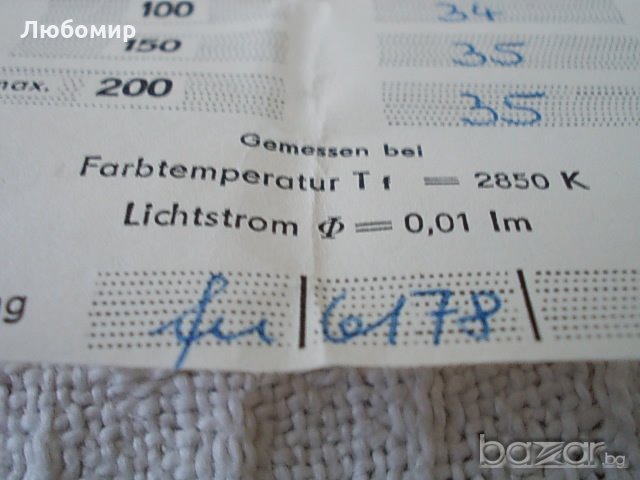 Любомир
100 34
150 35
max. 200 35
Gemessen bei
Farbtemperatur T f = 2850 K
Lichtstrom Φ = 0,01 lm
6178
bazar.bg